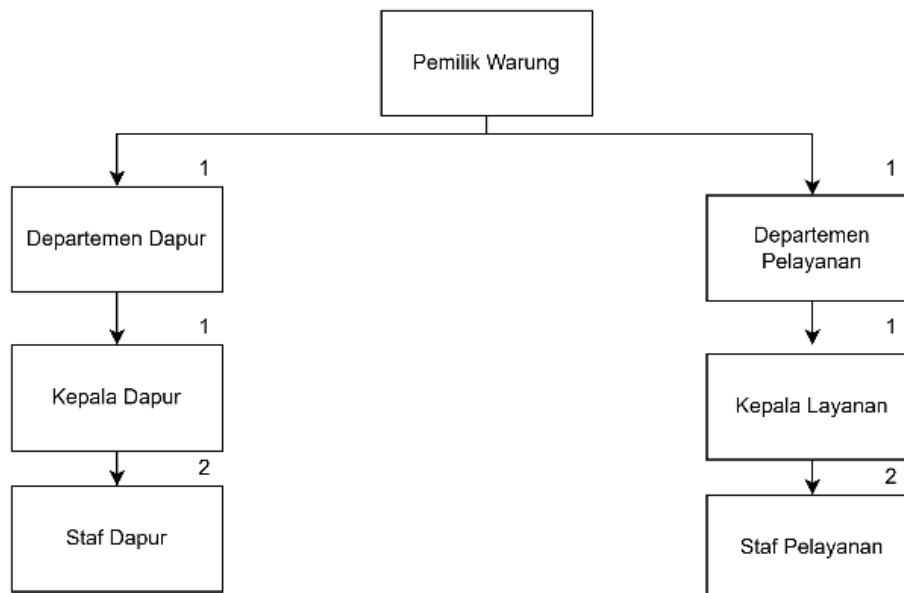 Pemilik Warung
1
1
Departemen Dapur
Departemen
Pelayanan
1
1
Kepala Dapur
Kepala Layanan
2
2
Staf Dapur
Staf Pelayanan